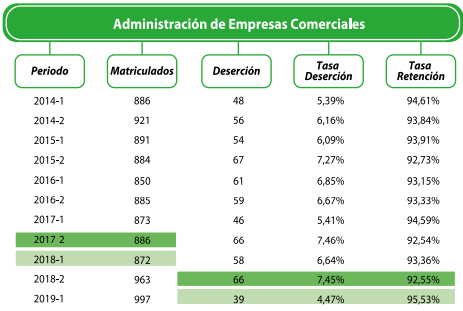 Administración de Empresas Comerciales
Periodo Matriculados Deserción Tasa Deserción Tasa Retención
2014-1 886 48 5,39% 94,61%
2014-2 921 56 6,16% 93,84%
2015-1 891 54 6,09% 93,91%
2015-2 884 67 7,27% 92,73%
2016-1 850 61 6,85% 93,15%
2016-2 885 59 6,67% 93,33%
2017-1 873 46 5,41% 94,59%
2017-2 886 66 7,46% 92,54%
2018-1 872 58 6,64% 93,36%
2018-2 963 66 7,45% 92,55%
2019-1 997 39 4,47% 95,53%